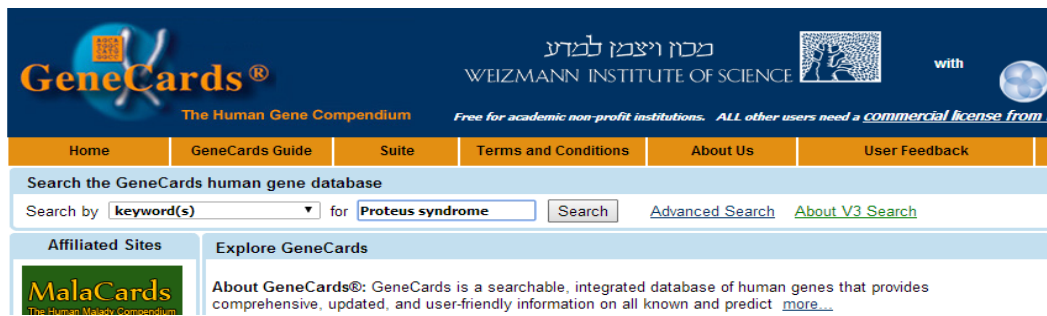 GeneCards®
The Human Gene Compendium
מכון ויצמן למדע
WEIZMANN INSTITUTE OF SCIENCE
with
Free for academic non-profit institutions. ALL other users need a commercial license from
Home GeneCards Guide Suite Terms and Conditions About Us User Feedback
Search the GeneCards human gene database
Search by keyword(s) for Proteus syndrome Search Advanced Search About V3 Search
Affiliated Sites
MalaCards
The Human Malady Compendium
Explore GeneCards
About GeneCards®: GeneCards is a searchable, integrated database of human genes that provides
comprehensive, updated, and user-friendly information on all known and predict more...